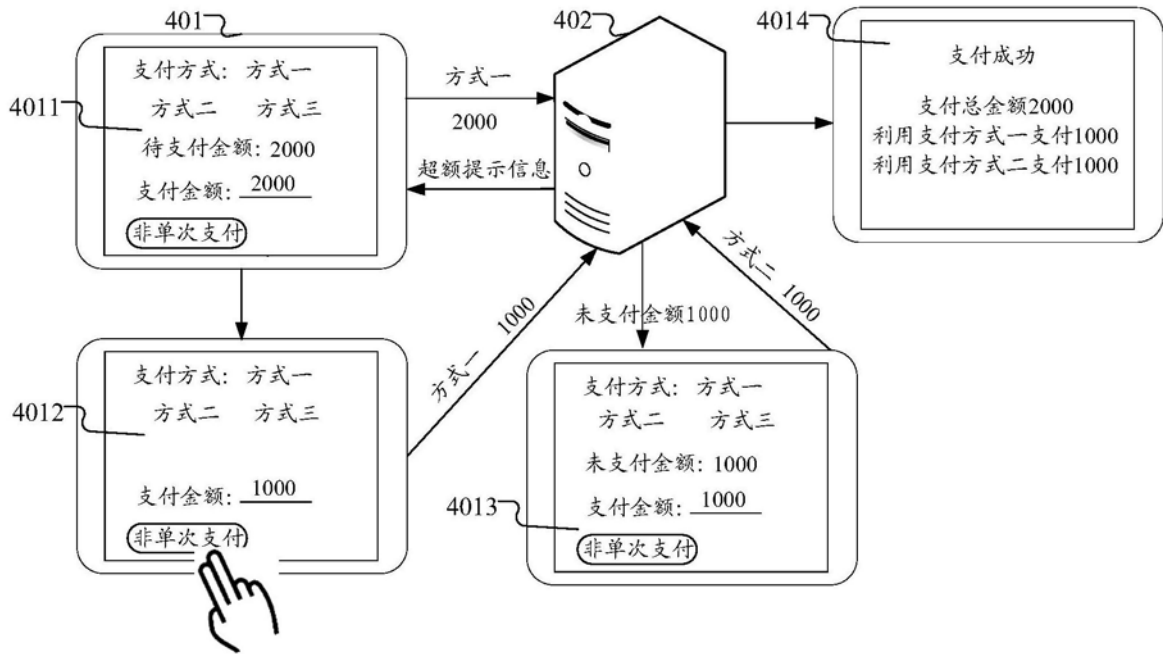 401
支付方式: 方式一
方式二 方式三
4011
待支付金额: 2000
支付金额: 2000
非单次支付
方式一
2000
超额提示信息
402
4014
支付成功
支付总金额2000
利用支付方式一支付1000
利用支付方式二支付1000
支付方式: 方式一
4012
方式二 方式三
支付金额: 1000
非单次支付
方式一 1000
未支付金额1000
方式二 1000
支付方式: 方式一
方式二 方式三
未支付金额: 1000
支付金额: 1000
4013
非单次支付